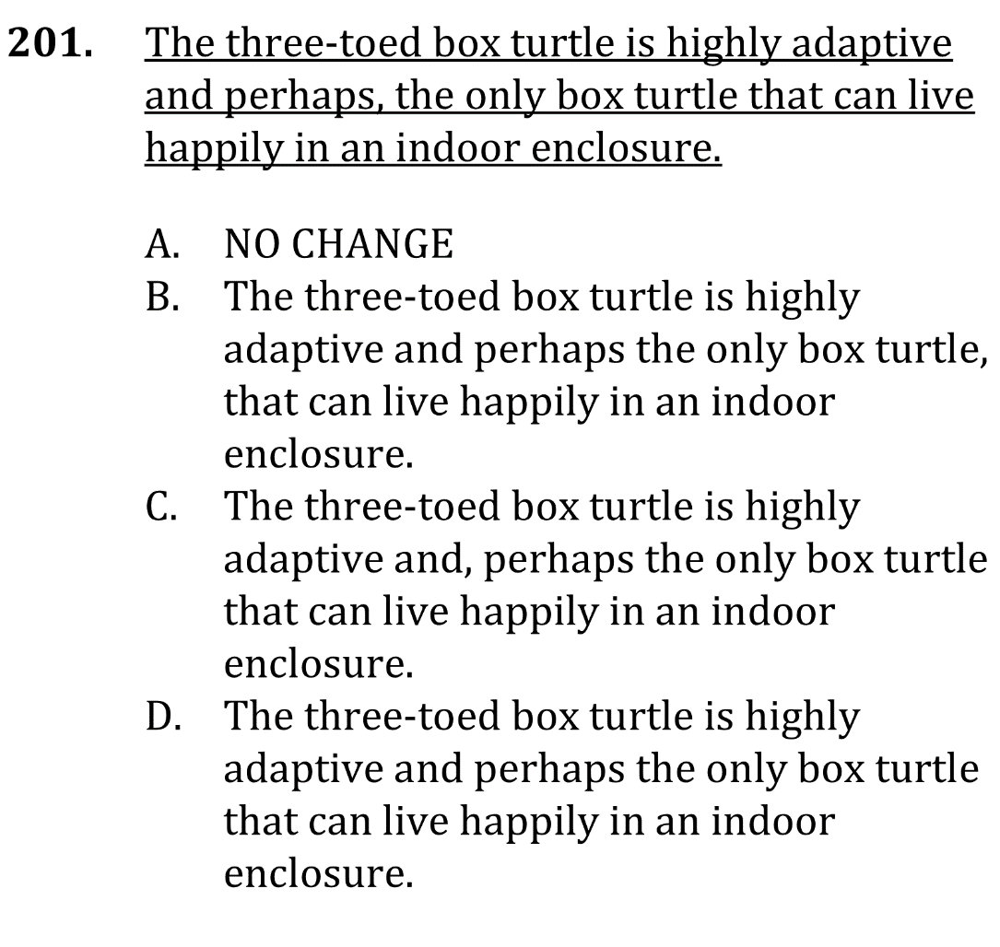 201. The three-toed box turtle is highly adaptive
and perhaps, the only box turtle that can live
happily in an indoor enclosure.
A. NO CHANGE
B. The three-toed box turtle is highly
adaptive and perhaps the only box turtle,
that can live happily in an indoor
enclosure.
C. The three-toed box turtle is highly
adaptive and, perhaps the only box turtle
that can live happily in an indoor
enclosure.
D. The three-toed box turtle is highly
adaptive and perhaps the only box turtle
that can live happily in an indoor
enclosure.